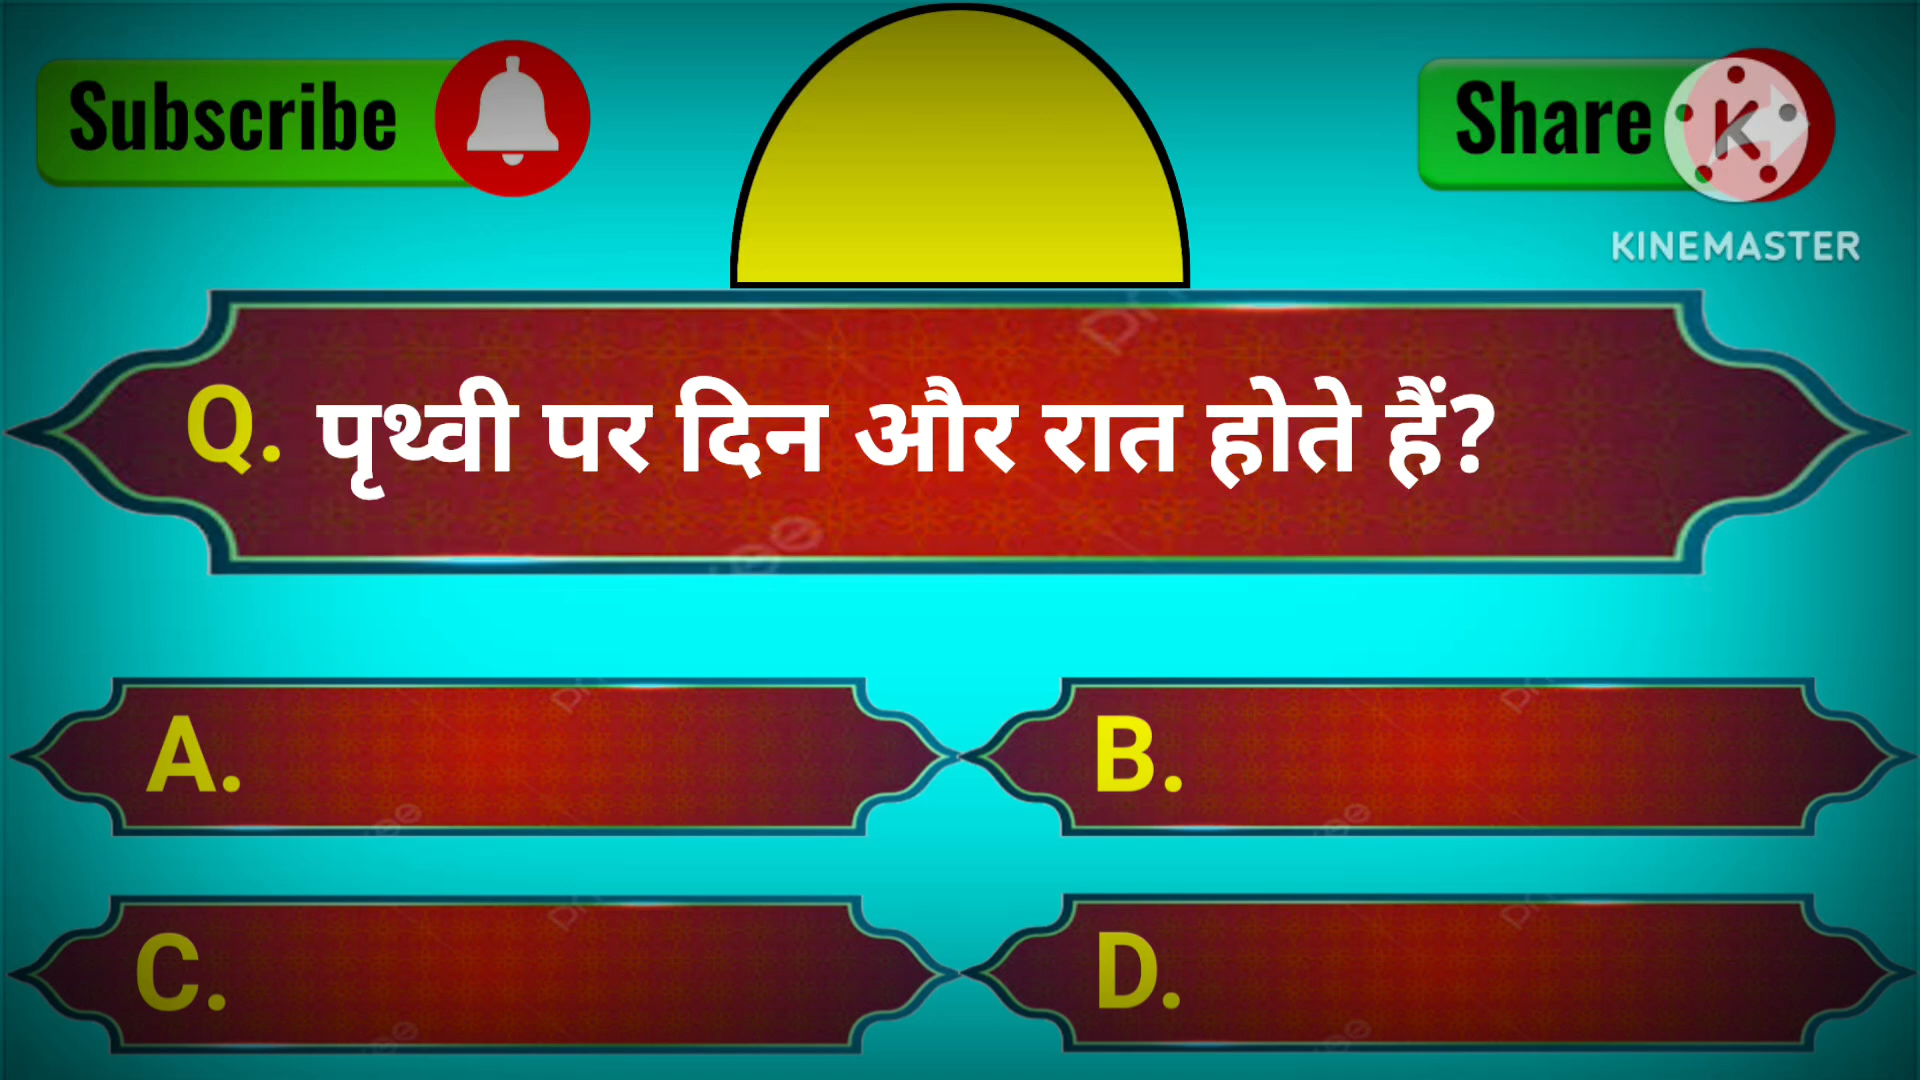 Subscribe
Share
KINEMASTER
Q. पृथ्वी पर दिन और रात होते हैं?
A.
B.
C.
D.